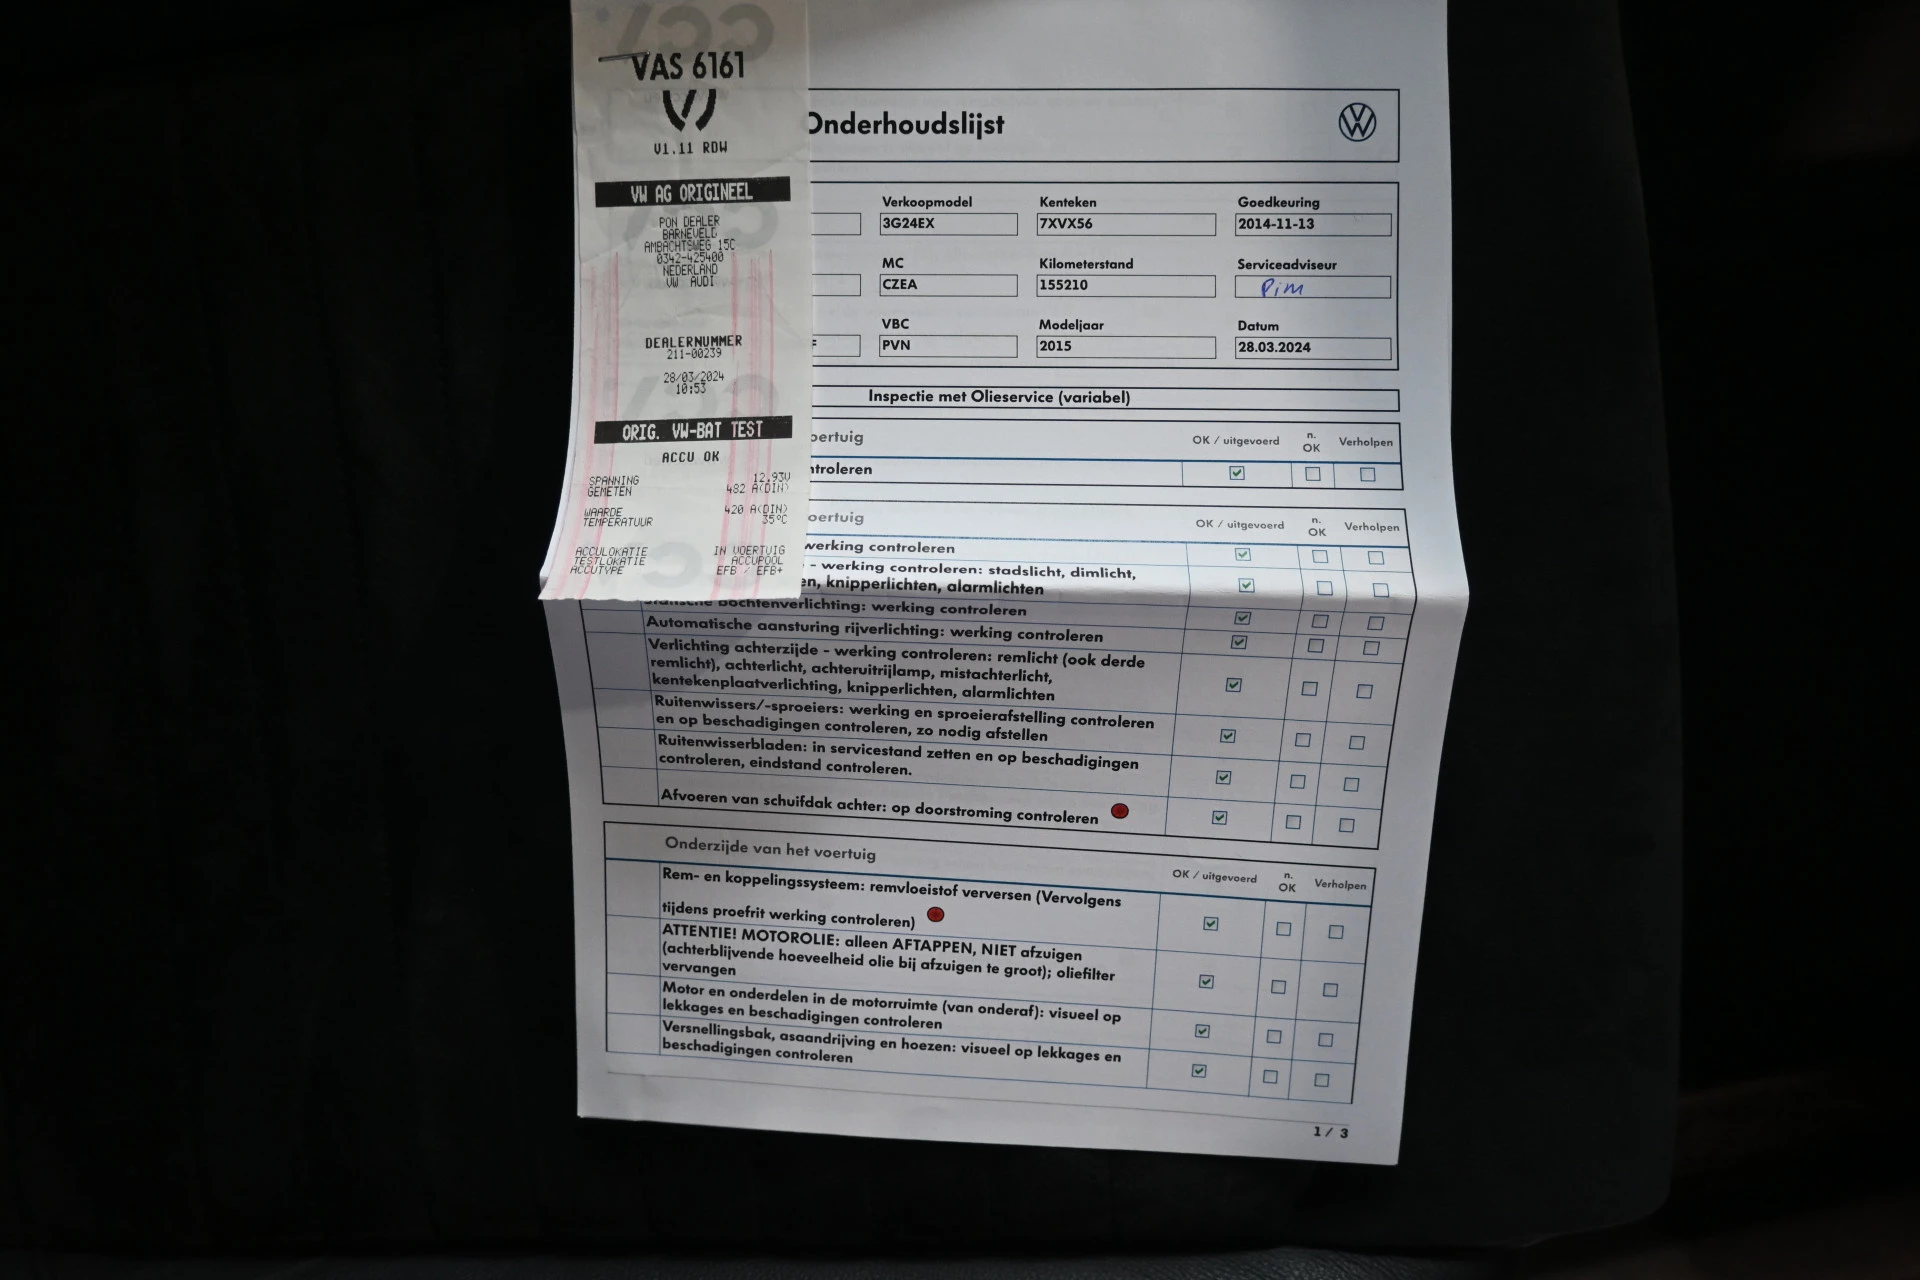 VAS 6161
V1.11 RDW
VW AG ORIGINEEL
PON DEALER
BARNEVELD
AMBACHTSWEG 15C
0342-425400
NEDERLAND
VW AUDI
DEALERNUMMER
211-00239
28/03/2024
10:53
ORIG. VW-BAT TEST
ACCU OK
SPANNING 12.93V
GEMETEN 482 A(DIN)
WAARDE 420 A(DIN)
TEMPERATUUR 35°C
ACCULOKATIE IN VOERTUIG
TESTLOKATIE ACCUPOOL
ACCUTYPE EFB / EFB+
Onderhoudslijst
Verkoopmodel Kenteken Goedkeuring
3G24EX 7XVX56 2014-11-13
MC Kilometerstand Serviceadviseur
CZEA 155210 Pim
VBC Modeljaar Datum
PVN 2015 28.03.2024
Inspectie met Olieservice (variabel)
oertuig OK / uitgevoerd n. OK Verholpen
ntroleren
oertuig OK / uitgevoerd n. OK Verholpen
werking controleren
- werking controleren: stadslicht, dimlicht,
en, knipperlichten, alarmlichten
bochtenverlichting: werking controleren
Automatische aansturing rijverlichting: werking controleren
Verlichting achterzijde - werking controleren: remlicht (ook derde
remlicht), achterlicht, achteruitrijlamp, mistachterlicht,
kentekenplaatverlichting, knipperlichten, alarmlichten
Ruitenwissers/-sproeiers: werking en sproeierafstelling controleren
en op beschadigingen controleren, zo nodig afstellen
Ruitenwisserbladen: in servicestand zetten en op beschadigingen
controleren, eindstand controleren.
Afvoeren van schuifdak achter: op doorstroming controleren
Onderzijde van het voertuig OK / uitgevoerd n. OK Verholpen
Rem- en koppelingssysteem: remvloeistof verversen (Vervolgens
tijdens proefrit werking controleren)
ATTENTIE! MOTOROLIE: alleen AFTAPPEN, NIET afzuigen
(achterblijvende hoeveelheid olie bij afzuigen te groot); oliefilter
vervangen
Motor en onderdelen in de motorruimte (van onderaf): visueel op
lekkages en beschadigingen controleren
Versnellingsbak, asaandrijving en hoezen: visueel op lekkages en
beschadigingen controleren
1 / 3